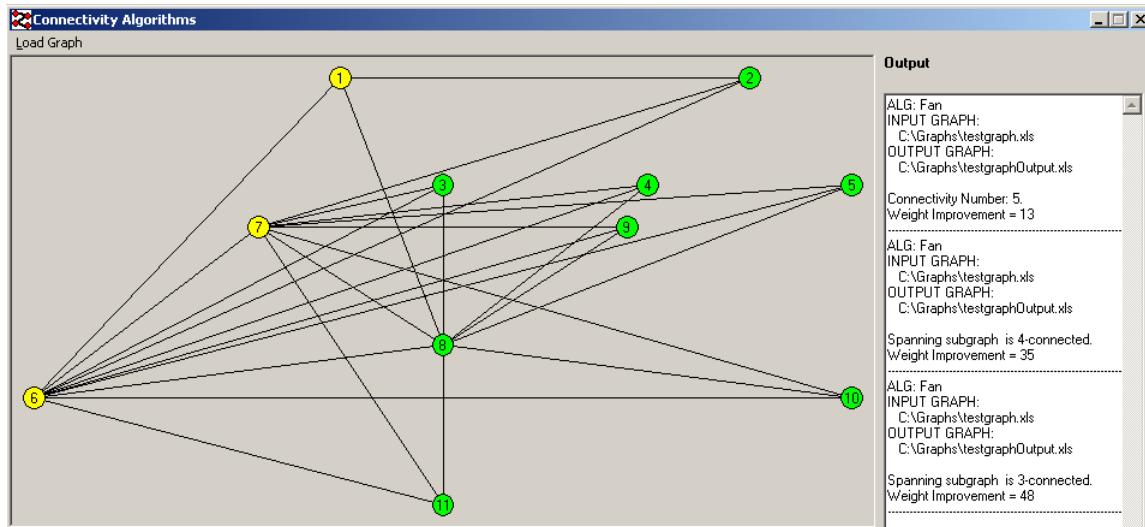 Connectivity Algorithms
Load Graph
1
2
3
4
5
7
9
8
6
10
11
Output
ALG: Fan
INPUT GRAPH:
C:\Graphs\testgraph.xls
OUTPUT GRAPH:
C:\Graphs\testgraphOutput.xls
Connectivity Number: 5.
Weight Improvement = 13
ALG: Fan
INPUT GRAPH:
C:\Graphs\testgraph.xls
OUTPUT GRAPH:
C:\Graphs\testgraphOutput.xls
Spanning subgraph is 4-connected.
Weight Improvement = 35
ALG: Fan
INPUT GRAPH:
C:\Graphs\testgraph.xls
OUTPUT GRAPH:
C:\Graphs\testgraphOutput.xls
Spanning subgraph is 3-connected.
Weight Improvement = 48